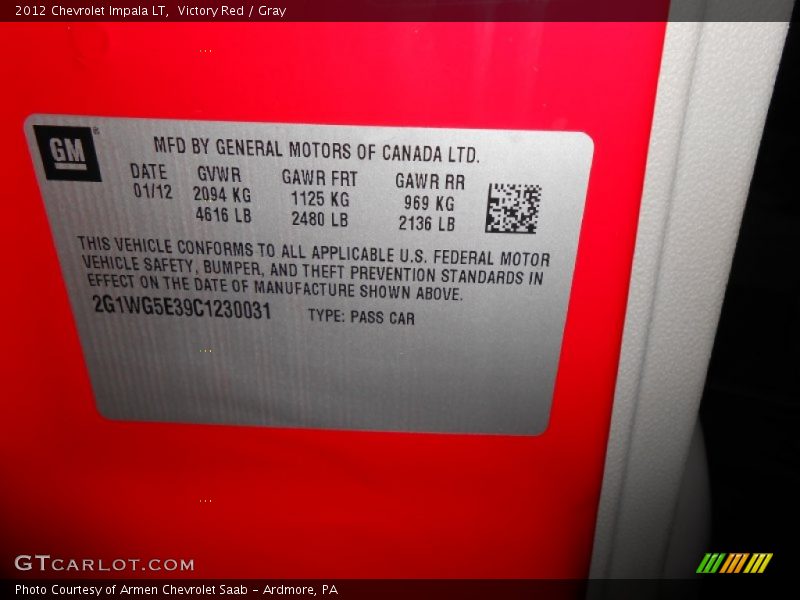 2012 Chevrolet Impala LT, Victory Red / Gray
GM
MFD BY GENERAL MOTORS OF CANADA LTD.
DATE GVWR GAWR FRT GAWR RR
01/12 2094 KG 1125 KG 969 KG
4616 LB 2480 LB 2136 LB
THIS VEHICLE CONFORMS TO ALL APPLICABLE U.S. FEDERAL MOTOR
VEHICLE SAFETY, BUMPER, AND THEFT PREVENTION STANDARDS IN
EFFECT ON THE DATE OF MANUFACTURE SHOWN ABOVE.
2G1WG5E39C1230031 TYPE: PASS CAR
GTCARLOT.COM
Photo Courtesy of Armen Chevrolet Saab - Ardmore, PA